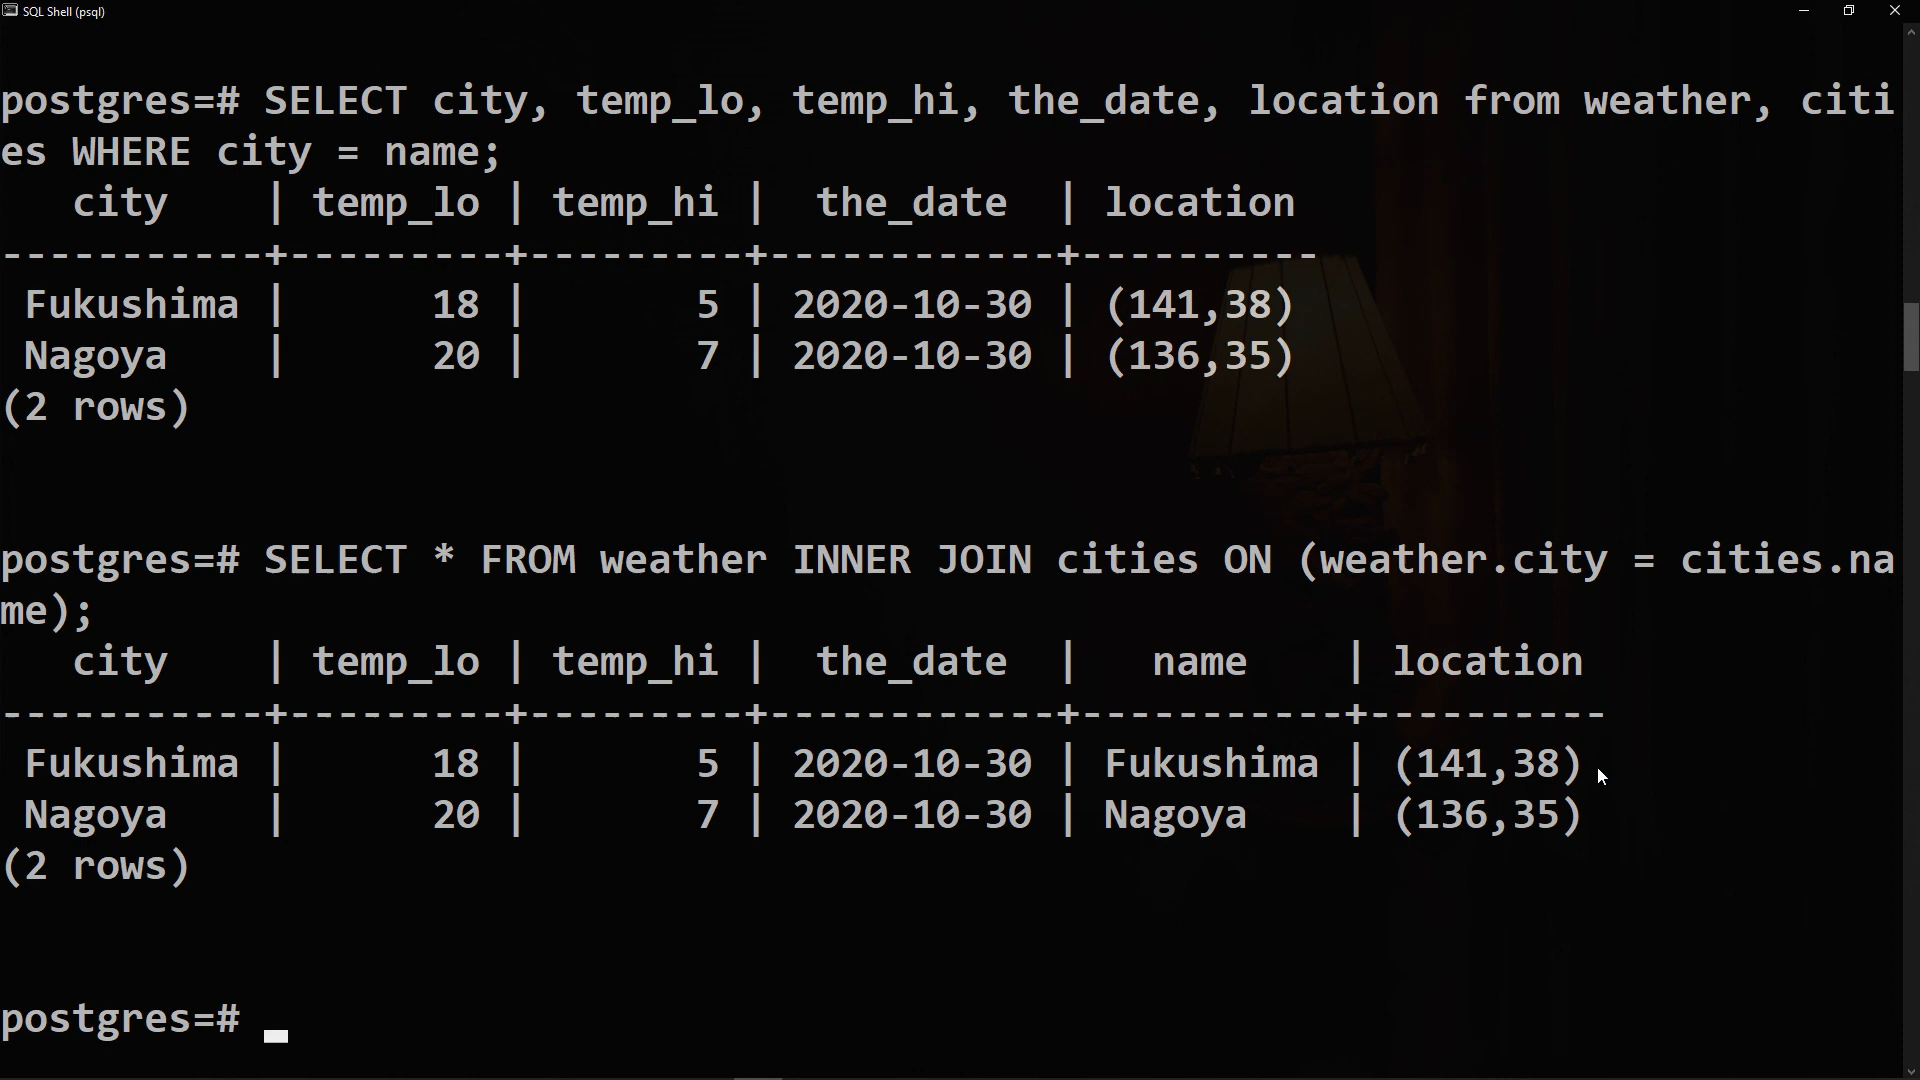 SQL Shell (psql)
postgres=# SELECT city, temp_lo, temp_hi, the_date, location from weather, citi
es WHERE city = name;
   city    | temp_lo | temp_hi |  the_date  | location
-----------+---------+---------+------------+----------
 Fukushima |      18 |       5 | 2020-10-30 | (141,38)
 Nagoya    |      20 |       7 | 2020-10-30 | (136,35)
(2 rows)
postgres=# SELECT * FROM weather INNER JOIN cities ON (weather.city = cities.na
me);
   city    | temp_lo | temp_hi |  the_date  |   name    | location
-----------+---------+---------+------------+-----------+----------
 Fukushima |      18 |       5 | 2020-10-30 | Fukushima | (141,38)
 Nagoya    |      20 |       7 | 2020-10-30 | Nagoya    | (136,35)
(2 rows)
postgres=#